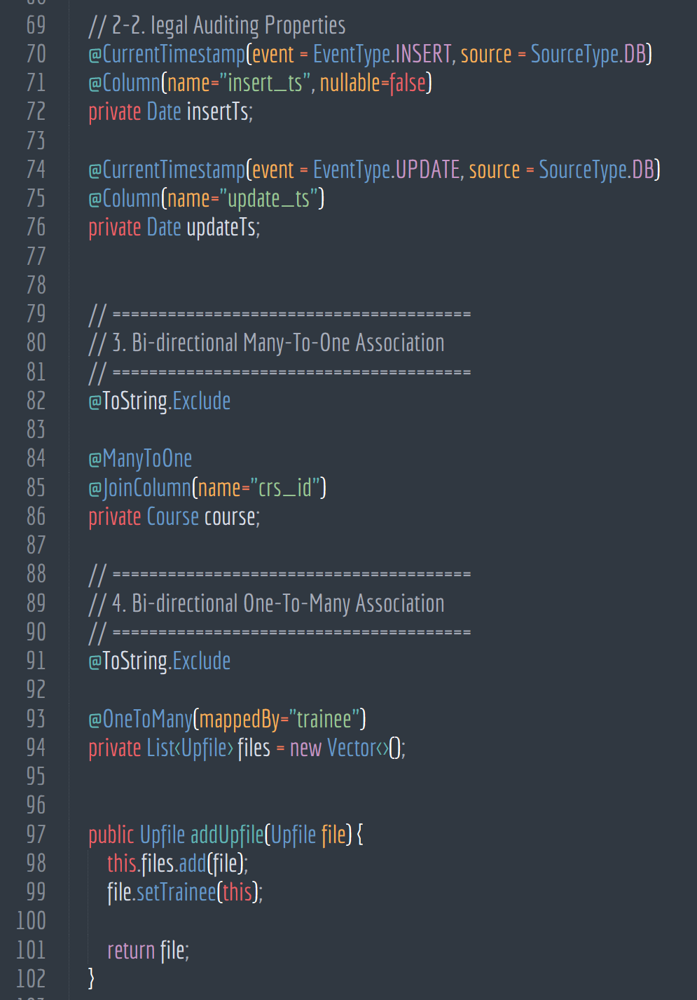 69 // 2-2. legal Auditing Properties
70 @CurrentTimestamp(event = EventType.INSERT, source = SourceType.DB)
71 @Column(name="insert_ts", nullable=false)
72 private Date insertTs;
73
74 @CurrentTimestamp(event = EventType.UPDATE, source = SourceType.DB)
75 @Column(name="update_ts")
76 private Date updateTs;
77
78
79 // =======================================
80 // 3. Bi-directional Many-To-One Association
81 // =======================================
82 @ToString.Exclude
83
84 @ManyToOne
85 @JoinColumn(name="crs_id")
86 private Course course;
87
88 // =======================================
89 // 4. Bi-directional One-To-Many Association
90 // =======================================
91 @ToString.Exclude
92
93 @OneToMany(mappedBy="trainee")
94 private List<Upfile> files = new Vector<>();
95
96
97 public Upfile addUpfile(Upfile file) {
98 this.files.add(file);
99 file.setTrainee(this);
100
101 return file;
102 }